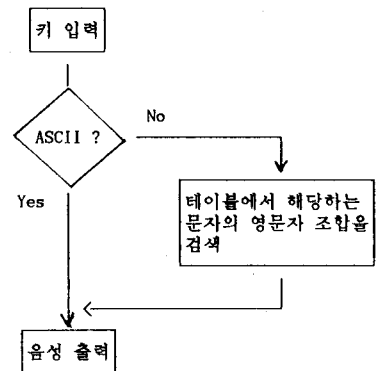 키 입력
ASCII ?
No
Yes
테이블에서 해당하는
문자의 영문자 조합을
검색
음성 출력